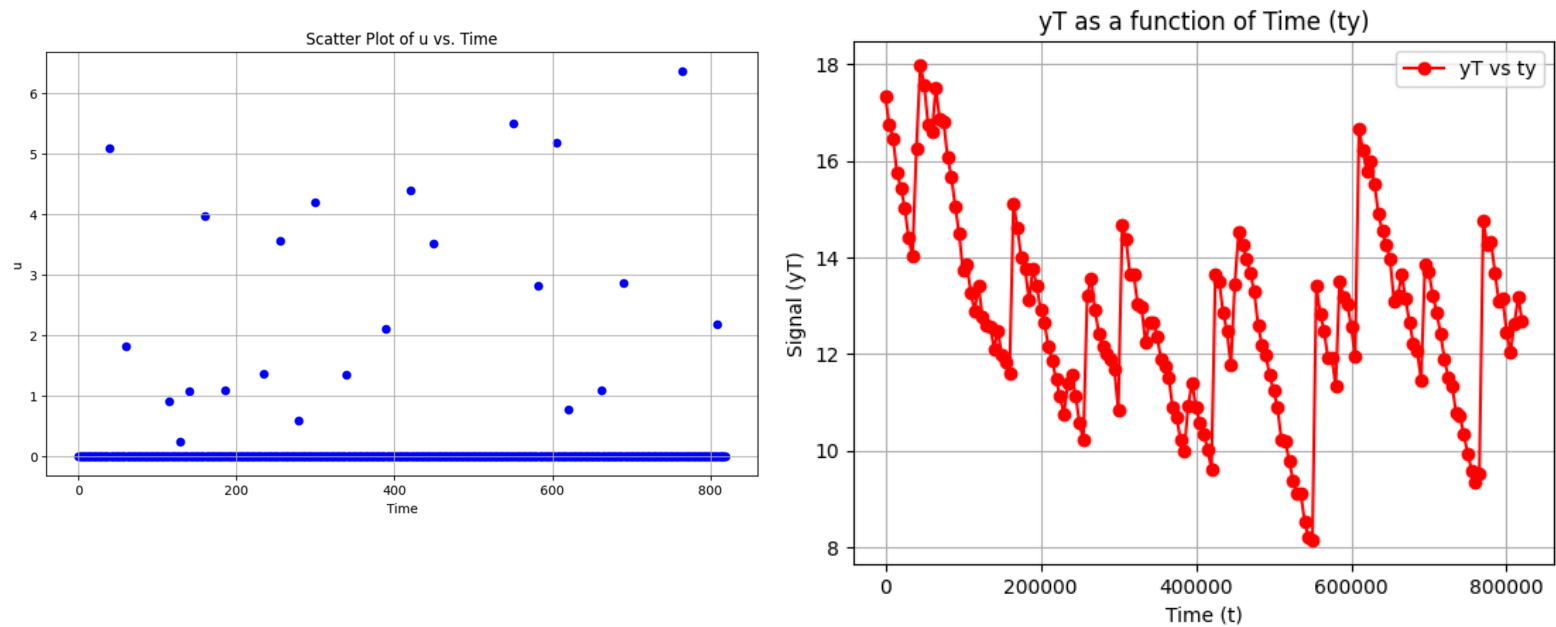 Scatter Plot of u vs. Time
6
5
4
3
2
1
0
u
0 200 400 600 800
Time
yT as a function of Time (ty)
yT vs ty
18
16
14
12
10
8
Signal (yT)
0 200000 400000 600000 800000
Time (t)